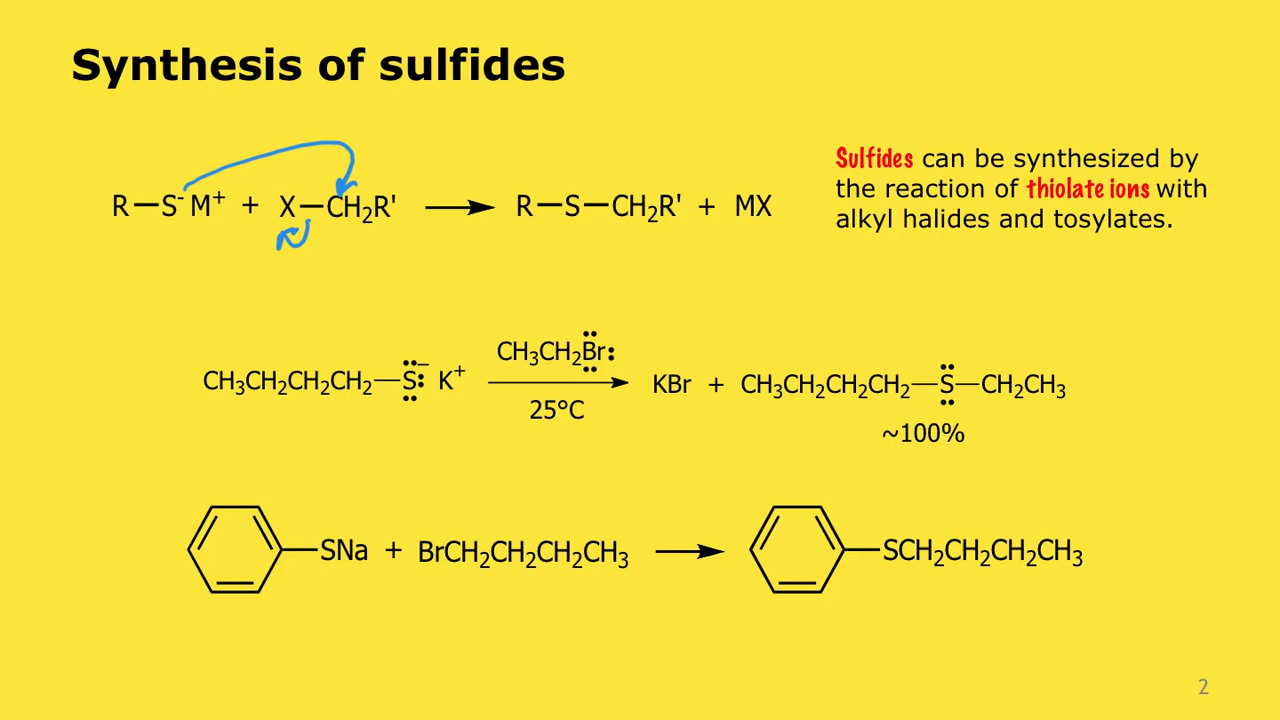 Synthesis of sulfides
R—S⁻ M⁺ + X—CH₂R' ⟶ R—S—CH₂R' + MX
Sulfides can be synthesized by
the reaction of thiolate ions with
alkyl halides and tosylates.
CH₃CH₂Br
CH₃CH₂CH₂CH₂—S⁻ K⁺ ⟶ KBr + CH₃CH₂CH₂CH₂—S—CH₂CH₃
25°C
~100%
SNa + BrCH₂CH₂CH₂CH₃ ⟶ SCH₂CH₂CH₂CH₃
2